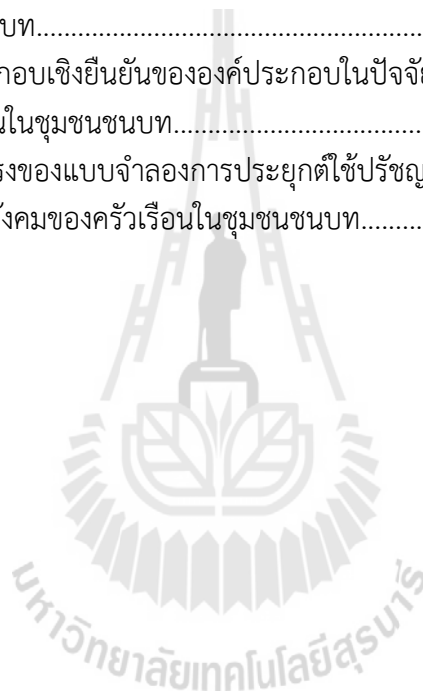 บท.......................................................................
กอบเชิงยืนยันขององค์ประกอบในปัจจัย
นในชุมชนชนบท.............................................
รงของแบบจำลองการประยุกต์ใช้ปรัชญ
ังคมของครัวเรือนในชุมชนชนบท..........
มหาวิทยาลัยเทคโนโลยีสุรนารี